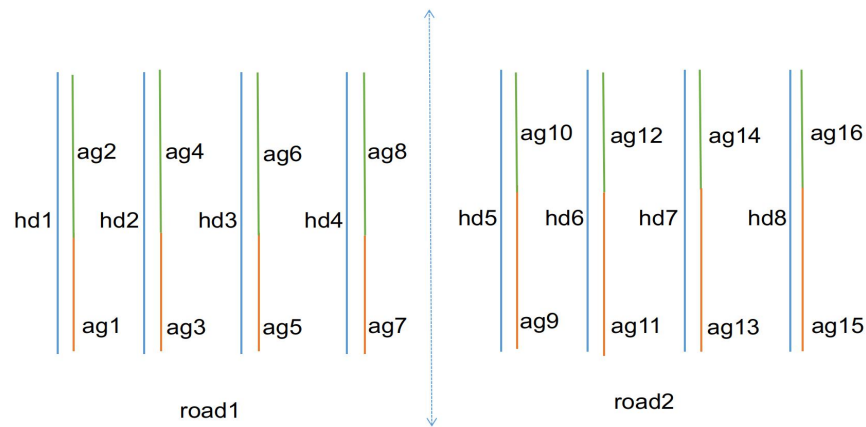 ag2 ag4 ag6 ag8 ag10 ag12 ag14 ag16
hd1 hd2 hd3 hd4 hd5 hd6 hd7 hd8
ag1 ag3 ag5 ag7 ag9 ag11 ag13 ag15
road1 road2